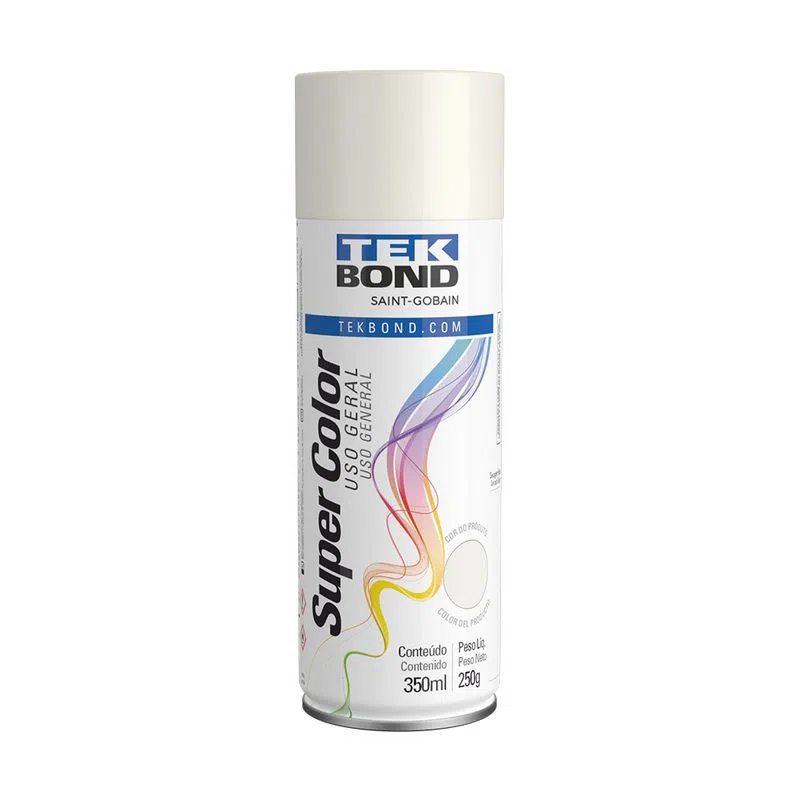 TEK
BOND
SAINT-GOBAIN
TEKBOND.COM
Super Color
USO GERAL
USO GENERAL
COR DO PRODUTO
COLOR DEL PRODUCTO
Conteúdo
Contenido
350ml
Peso Líq.
Peso Neto
250g